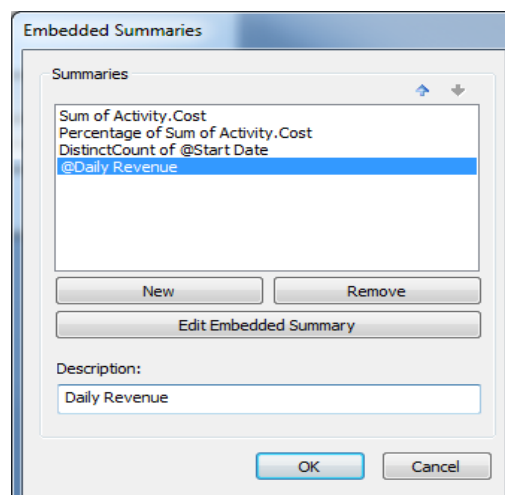 Embedded Summaries
Summaries
Sum of Activity.Cost
Percentage of Sum of Activity.Cost
DistinctCount of @Start Date
@Daily Revenue
New Remove
Edit Embedded Summary
Description:
Daily Revenue
OK Cancel